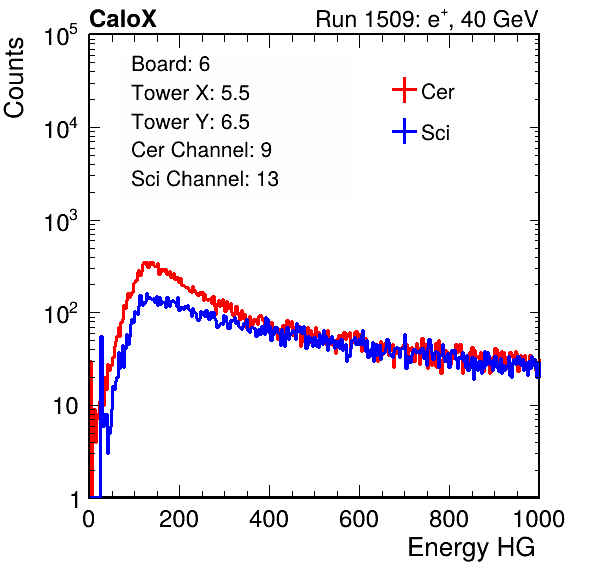 CaloX Run 1509: e⁺, 40 GeV
Counts
Board: 6
Tower X: 5.5
Tower Y: 6.5
Cer Channel: 9
Sci Channel: 13
Cer
Sci
10⁵
10⁴
10³
10²
10
1
0 200 400 600 800 1000
Energy HG